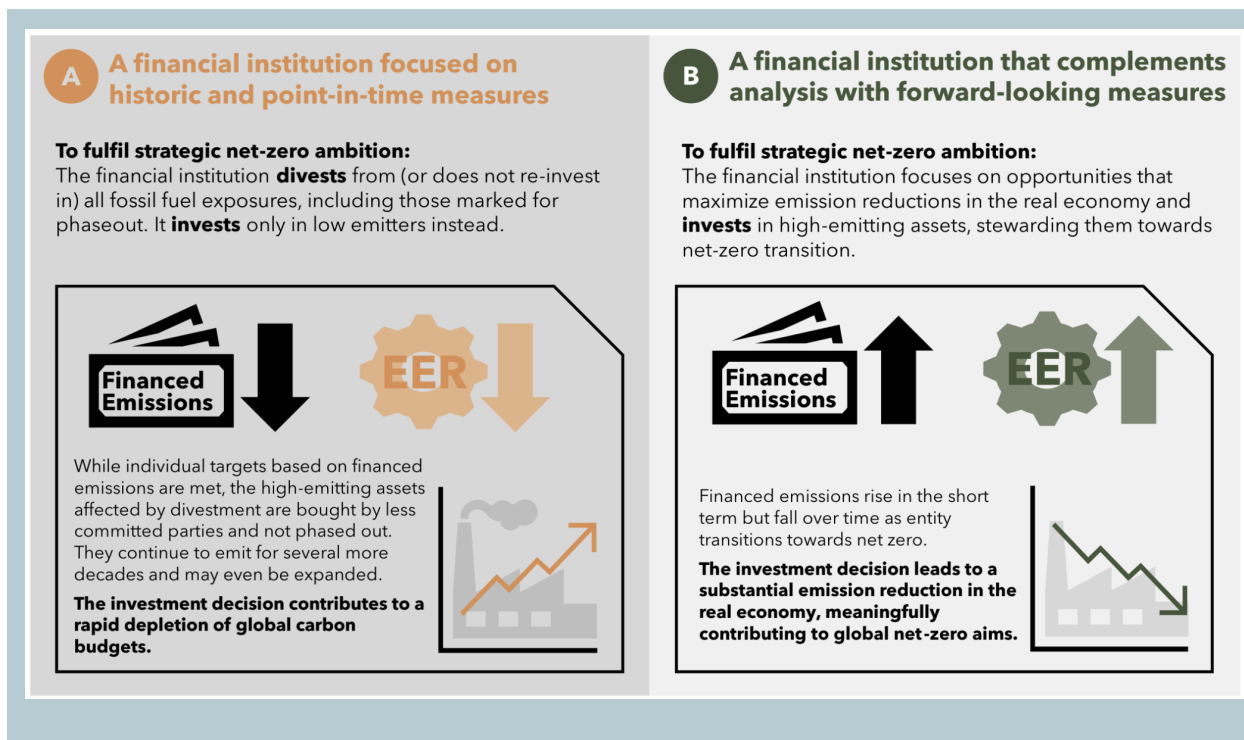 A
A financial institution focused on
historic and point-in-time measures
To fulfil strategic net-zero ambition:
The financial institution divests from (or does not re-invest
in) all fossil fuel exposures, including those marked for
phaseout. It invests only in low emitters instead.
Financed
Emissions
EER
While individual targets based on financed
emissions are met, the high-emitting assets
affected by divestment are bought by less
committed parties and not phased out.
They continue to emit for several more
decades and may even be expanded.
The investment decision contributes to a
rapid depletion of global carbon
budgets.
B
A financial institution that complements
analysis with forward-looking measures
To fulfil strategic net-zero ambition:
The financial institution focuses on opportunities that
maximize emission reductions in the real economy and
invests in high-emitting assets, stewarding them towards
net-zero transition.
Financed
Emissions
EER
Financed emissions rise in the short
term but fall over time as entity
transitions towards net zero.
The investment decision leads to a
substantial emission reduction in the
real economy, meaningfully
contributing to global net-zero aims.